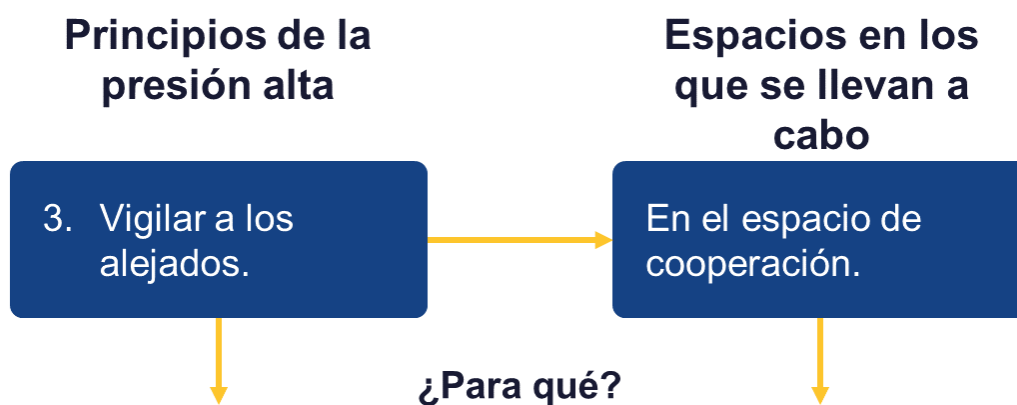 Principios de la
presión alta
Espacios en los
que se llevan a
cabo
3. Vigilar a los
alejados.
En el espacio de
cooperación.
¿Para qué?